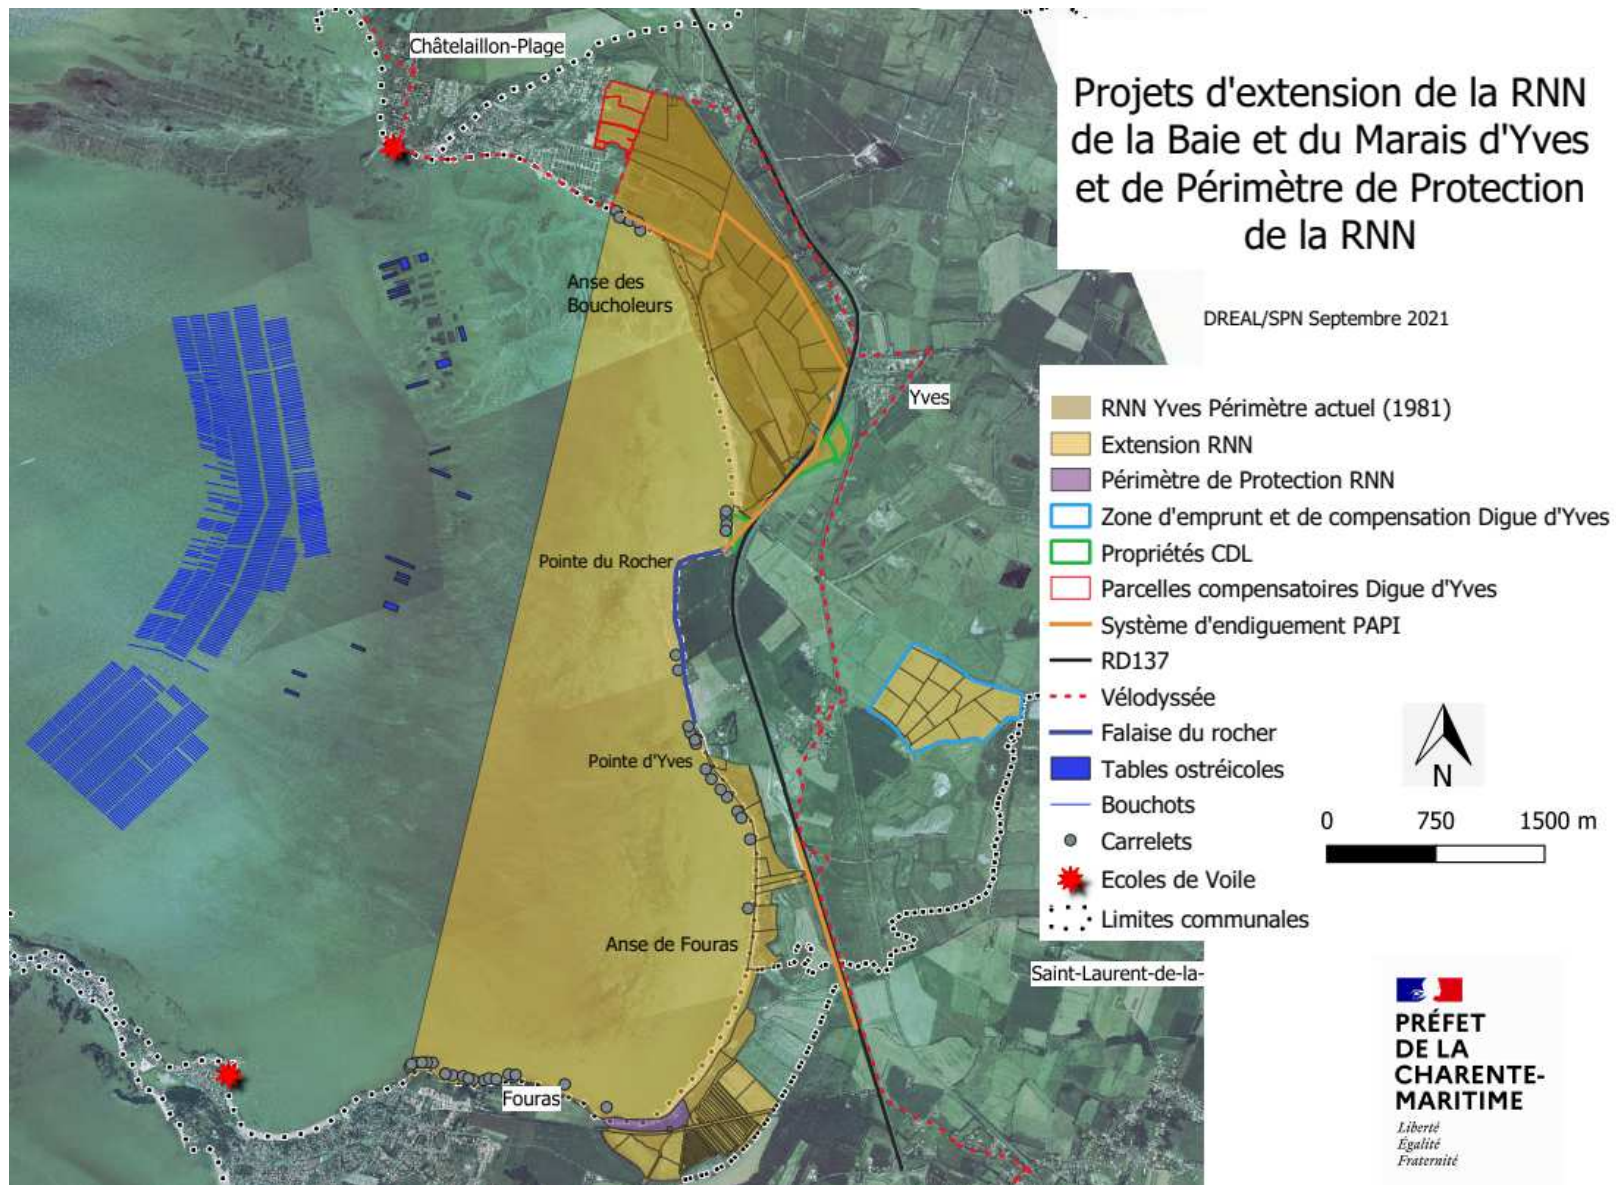 Châtelaillon-Plage
Projets d'extension de la RNN
de la Baie et du Marais d'Yves
et de Périmètre de Protection
de la RNN
DREAL/SPN Septembre 2021
Anse des
Boucholeurs
Yves
Pointe du Rocher
Pointe d'Yves
Anse de Fouras
Fouras
Saint-Laurent-de-la-
RNN Yves Périmètre actuel (1981)
Extension RNN
Périmètre de Protection RNN
Zone d'emprunt et de compensation Digue d'Yves
Propriétés CDL
Parcelles compensatoires Digue d'Yves
Système d'endiguement PAPI
RD137
Vélodyssée
Falaise du rocher
Tables ostréicoles
Bouchots
Carrelets
Ecoles de Voile
Limites communales
N
0 750 1500 m
PRÉFET
DE LA
CHARENTE-
MARITIME
Liberté
Égalité
Fraternité